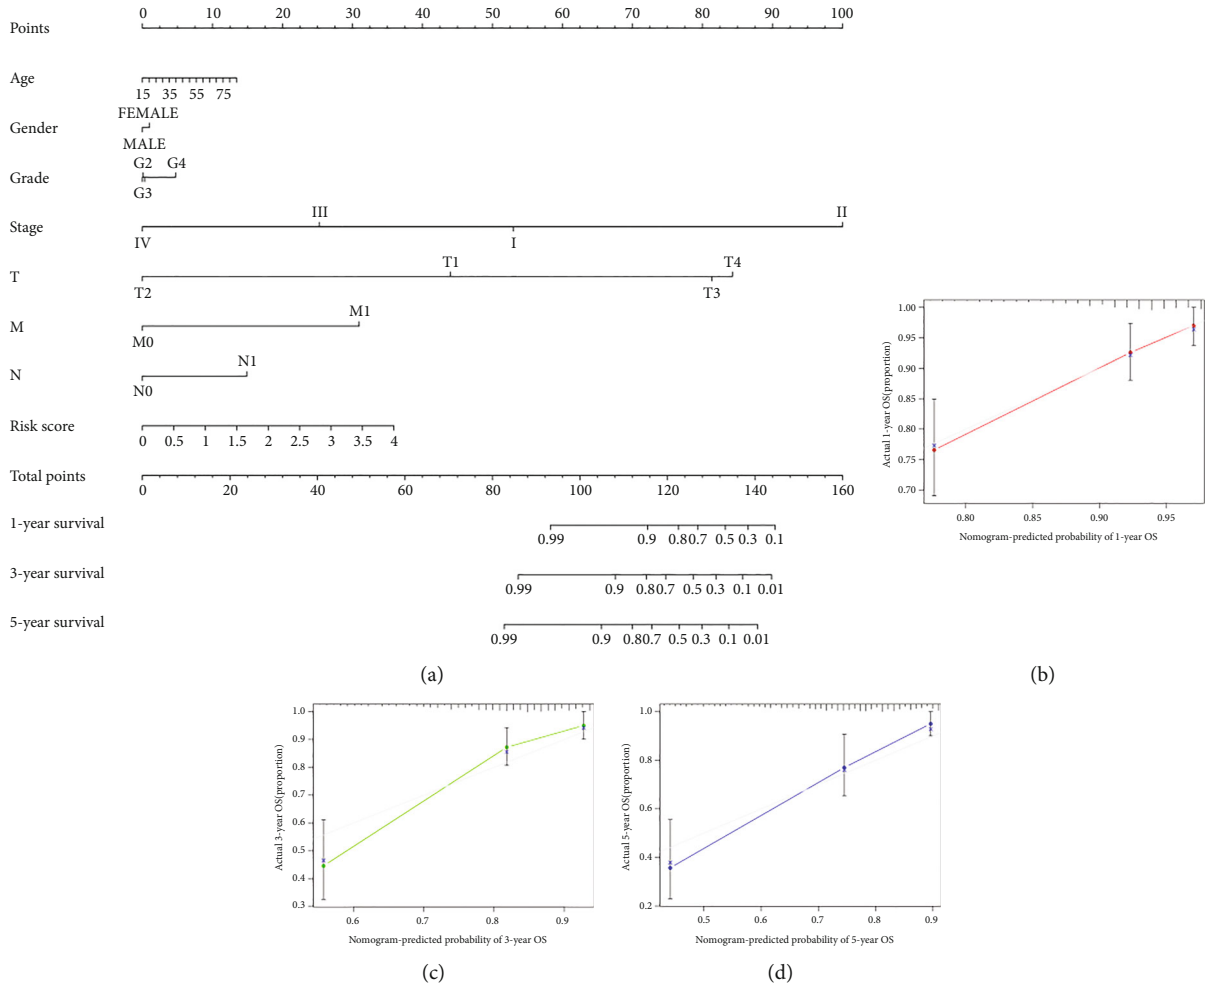 Points
0 10 20 30 40 50 60 70 80 90 100
Age
15 35 55 75
FEMALE
Gender
MALE
G2 G4
Grade
G3
III II
Stage
IV I
T1 T4
T
T2 T3
M1
M
M0
N1
N
N0
Risk score
0 0.5 1 1.5 2 2.5 3 3.5 4
Total points
0 20 40 60 80 100 120 140 160
1-year survival
0.99 0.9 0.8 0.7 0.5 0.3 0.1
3-year survival
0.99 0.9 0.8 0.7 0.5 0.3 0.1 0.01
5-year survival
0.99 0.9 0.8 0.7 0.5 0.3 0.1 0.01
(a)
Actual 1-year OS(proportion)
1.00
0.95
0.90
0.85
0.80
0.75
0.70
0.80 0.85 0.90 0.95
Nomogram-predicted probability of 1-year OS
(b)
Actual 3-year OS(proportion)
1.0
0.9
0.8
0.7
0.6
0.5
0.4
0.3
0.6 0.7 0.8 0.9
Nomogram-predicted probability of 3-year OS
(c)
Actual 5-year OS(proportion)
1.0
0.8
0.6
0.4
0.2
0.5 0.6 0.7 0.8 0.9
Nomogram-predicted probability of 5-year OS
(d)